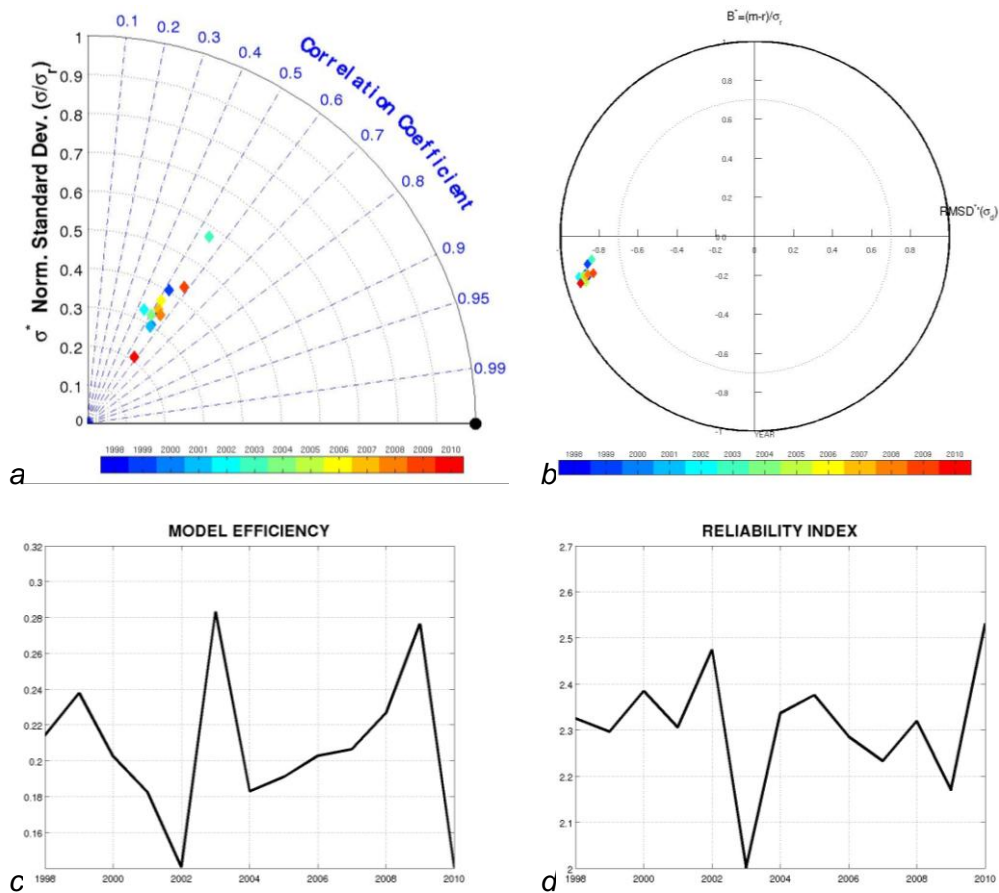 0.1 0.2 0.3 0.4 0.5 0.6 0.7 0.8 0.9 0.95 0.99
Correlation Coefficient
σ* Norm. Standard Dev. (σ/σr)
1
0.9
0.8
0.7
0.6
0.5
0.4
0.3
0.2
0.1
0
1998 1999 2000 2001 2002 2003 2004 2005 2006 2007 2008 2009 2010
a
B*=(m-r)/σr
1
0.8
0.6
0.4
0.2
RMSD*'(σd)
-0.8 -0.6 -0.4 -0.2 0.0 0.2 0.4 0.6 0.8
-0.2
-0.4
-0.6
-0.8
-1
YEAR
1998 1999 2000 2001 2002 2003 2004 2005 2006 2007 2008 2009 2010
b
MODEL EFFICIENCY
0.32
0.3
0.28
0.26
0.24
0.22
0.2
0.18
0.16
1998 2000 2002 2004 2006 2008 2010
c
RELIABILITY INDEX
2.7
2.6
2.5
2.4
2.3
2.2
2.1
2
1998 2000 2002 2004 2006 2008 2010
d